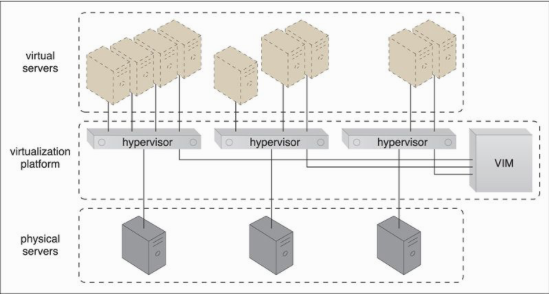 virtual
servers
hypervisor
hypervisor
hypervisor
virtualization
platform
VIM
physical
servers